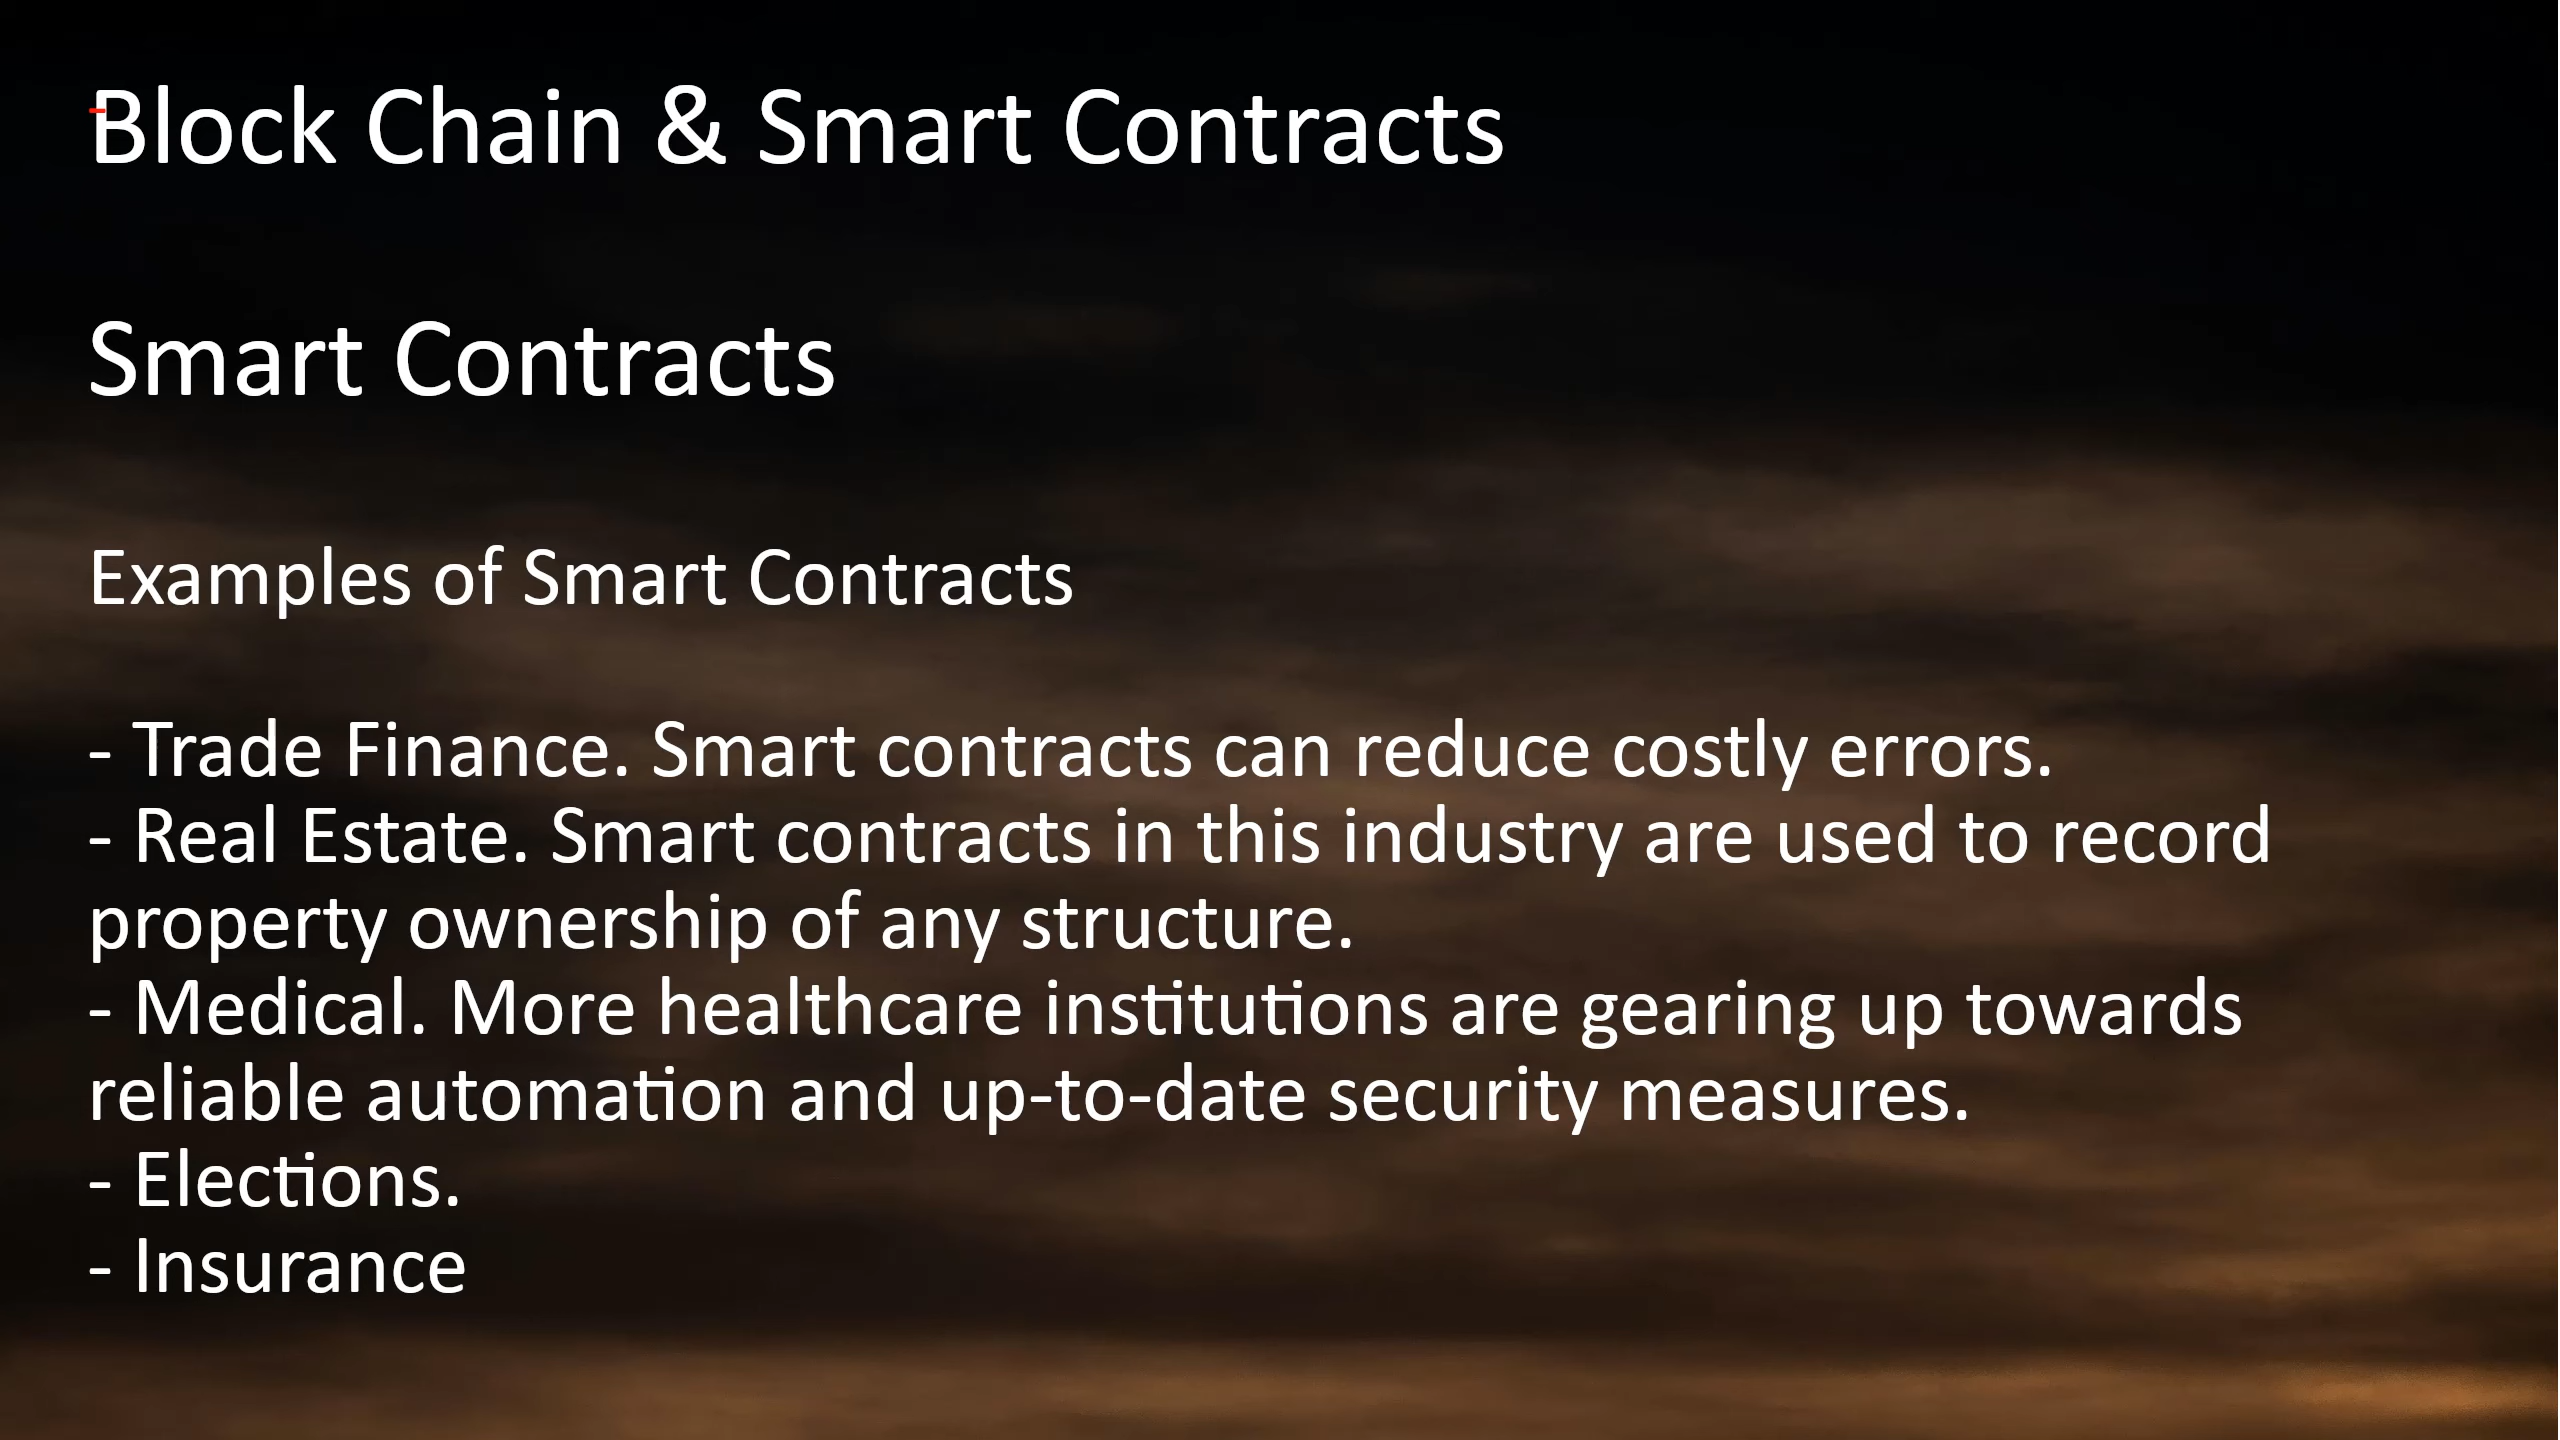 Block Chain & Smart Contracts
Smart Contracts
Examples of Smart Contracts
- Trade Finance. Smart contracts can reduce costly errors.
- Real Estate. Smart contracts in this industry are used to record
property ownership of any structure.
- Medical. More healthcare institutions are gearing up towards
reliable automation and up-to-date security measures.
- Elections.
- Insurance